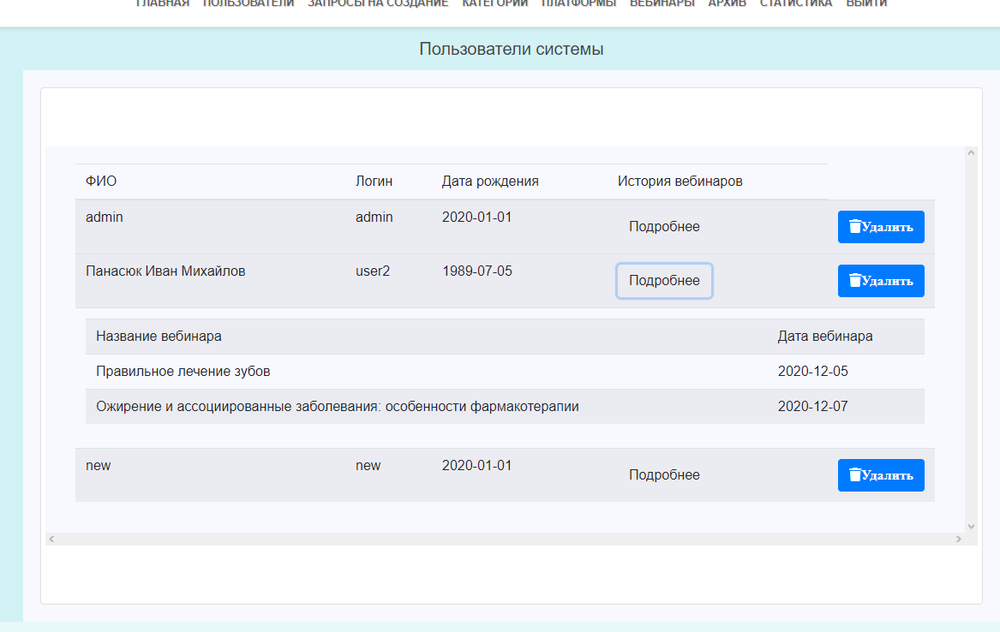 ГЛАВНАЯ ПОЛЬЗОВАТЕЛИ ЗАПРОСЫ НА СОЗДАНИЕ КАТЕГОРИИ ПЛАТФОРМЫ ВЕБИНАРЫ АРХИВ СТАТИСТИКА ВЫЙТИ
Пользователи системы
ФИО Логин Дата рождения История вебинаров
admin admin 2020-01-01 Подробнее Удалить
Панасюк Иван Михайлов user2 1989-07-05 Подробнее Удалить
Название вебинара Дата вебинара
Правильное лечение зубов 2020-12-05
Ожирение и ассоциированные заболевания: особенности фармакотерапии 2020-12-07
new new 2020-01-01 Подробнее Удалить